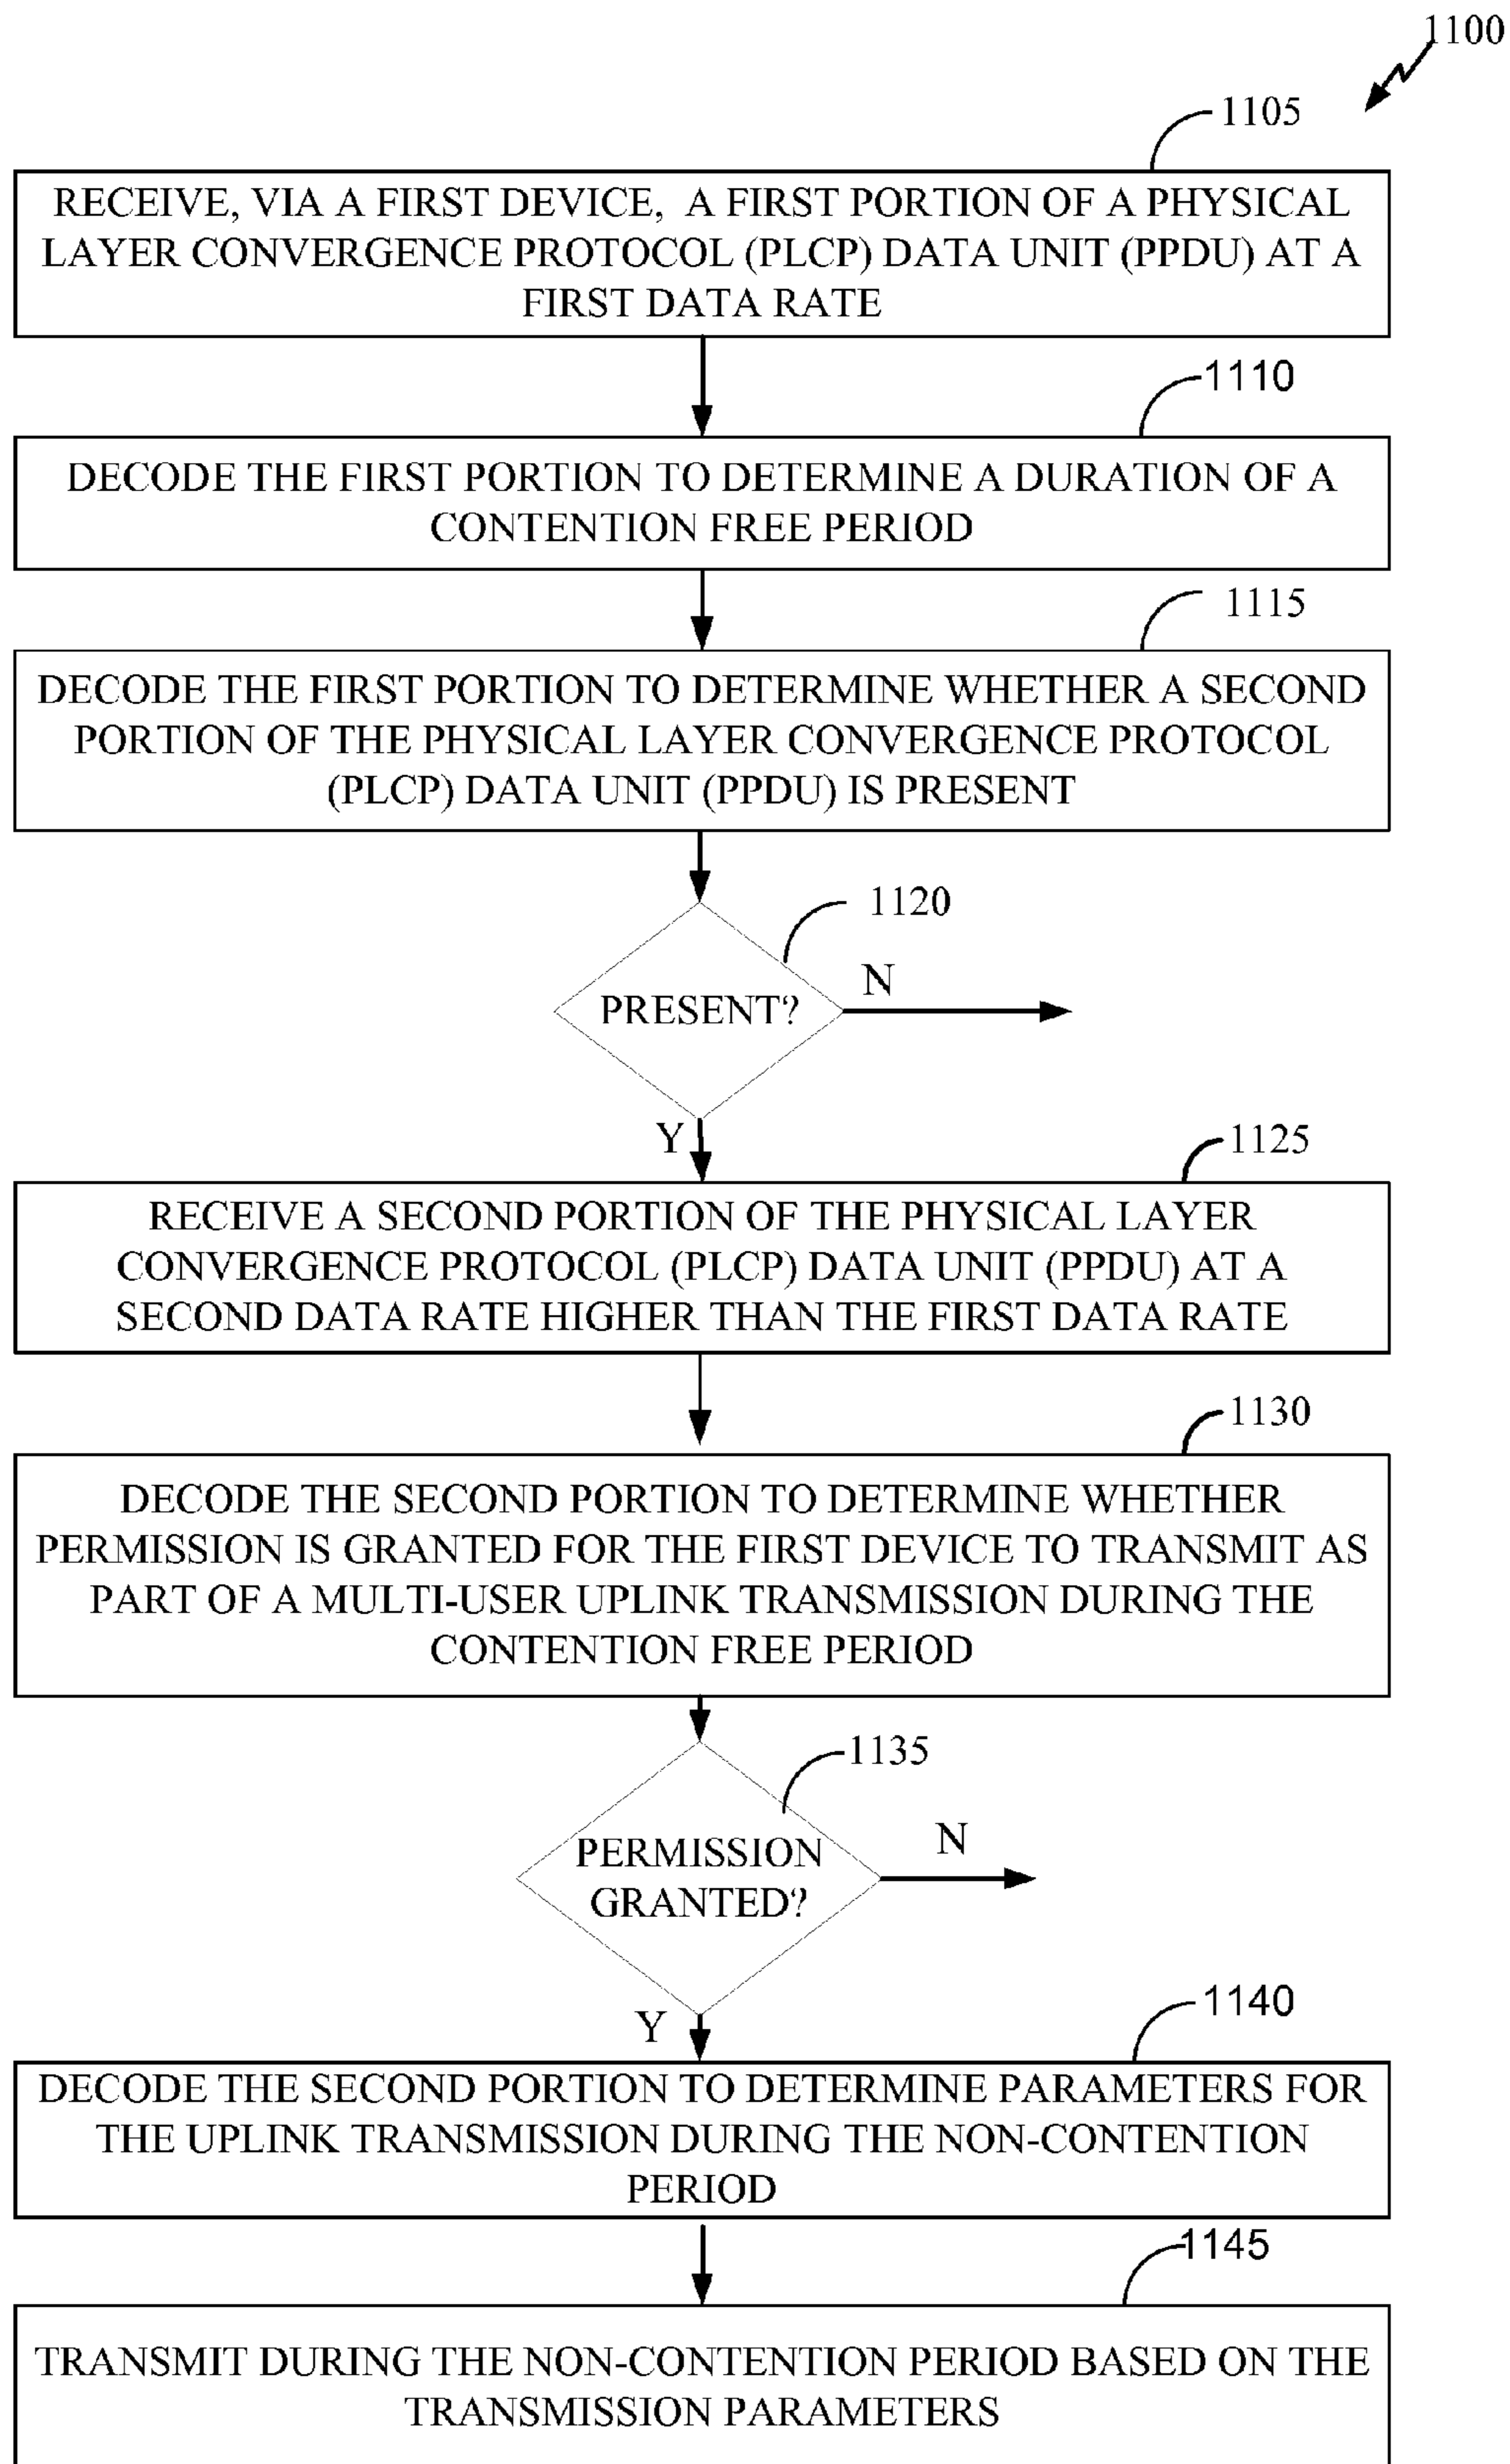 1100
1105
RECEIVE, VIA A FIRST DEVICE, A FIRST PORTION OF A PHYSICAL
LAYER CONVERGENCE PROTOCOL (PLCP) DATA UNIT (PPDU) AT A
FIRST DATA RATE
1110
DECODE THE FIRST PORTION TO DETERMINE A DURATION OF A
CONTENTION FREE PERIOD
1115
DECODE THE FIRST PORTION TO DETERMINE WHETHER A SECOND
PORTION OF THE PHYSICAL LAYER CONVERGENCE PROTOCOL
(PLCP) DATA UNIT (PPDU) IS PRESENT
1120
PRESENT?
N
Y
1125
RECEIVE A SECOND PORTION OF THE PHYSICAL LAYER
CONVERGENCE PROTOCOL (PLCP) DATA UNIT (PPDU) AT A
SECOND DATA RATE HIGHER THAN THE FIRST DATA RATE
1130
DECODE THE SECOND PORTION TO DETERMINE WHETHER
PERMISSION IS GRANTED FOR THE FIRST DEVICE TO TRANSMIT AS
PART OF A MULTI-USER UPLINK TRANSMISSION DURING THE
CONTENTION FREE PERIOD
1135
PERMISSION
GRANTED?
N
Y
1140
DECODE THE SECOND PORTION TO DETERMINE PARAMETERS FOR
THE UPLINK TRANSMISSION DURING THE NON-CONTENTION
PERIOD
1145
TRANSMIT DURING THE NON-CONTENTION PERIOD BASED ON THE
TRANSMISSION PARAMETERS